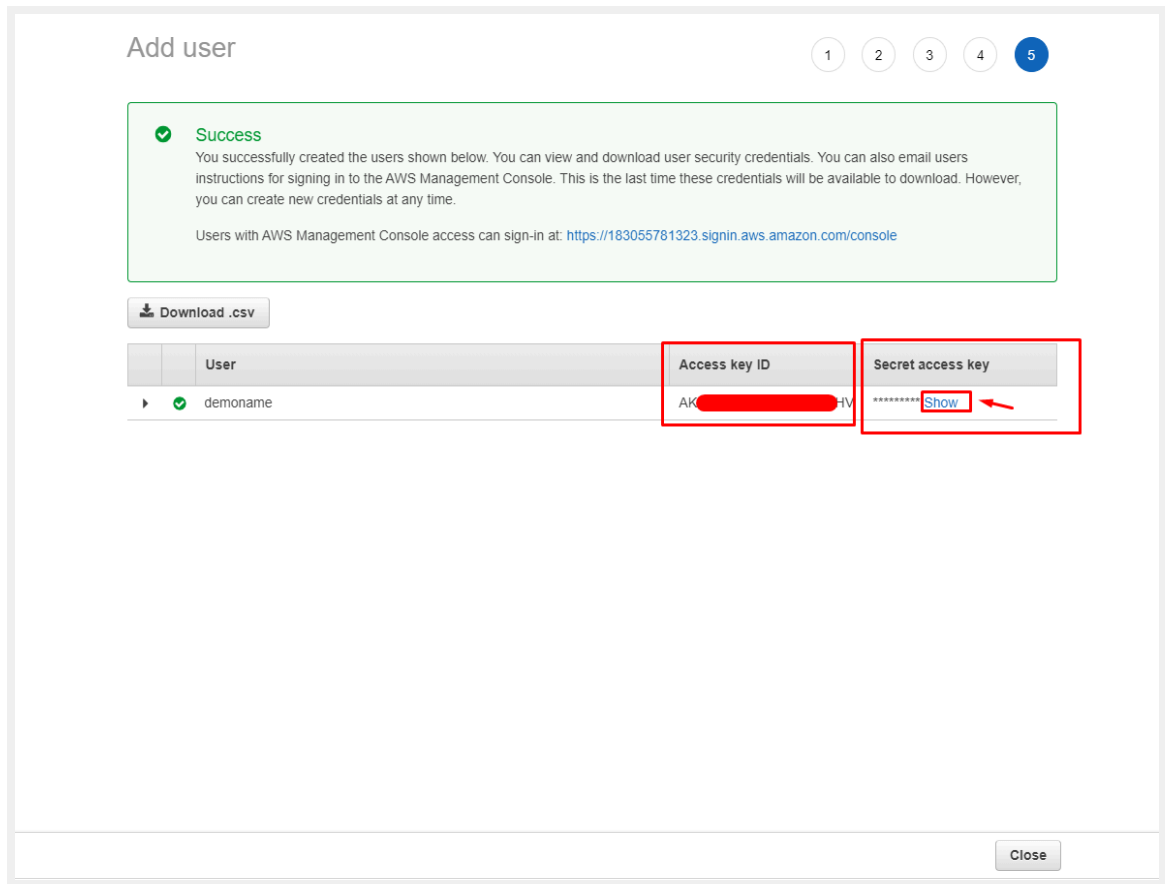 Add user
1 2 3 4 5
Success
You successfully created the users shown below. You can view and download user security credentials. You can also email users
instructions for signing in to the AWS Management Console. This is the last time these credentials will be available to download. However,
you can create new credentials at any time.
Users with AWS Management Console access can sign-in at: https://183055781323.signin.aws.amazon.com/console
Download .csv
User Access key ID Secret access key
demoname AK HV ********* Show
Close